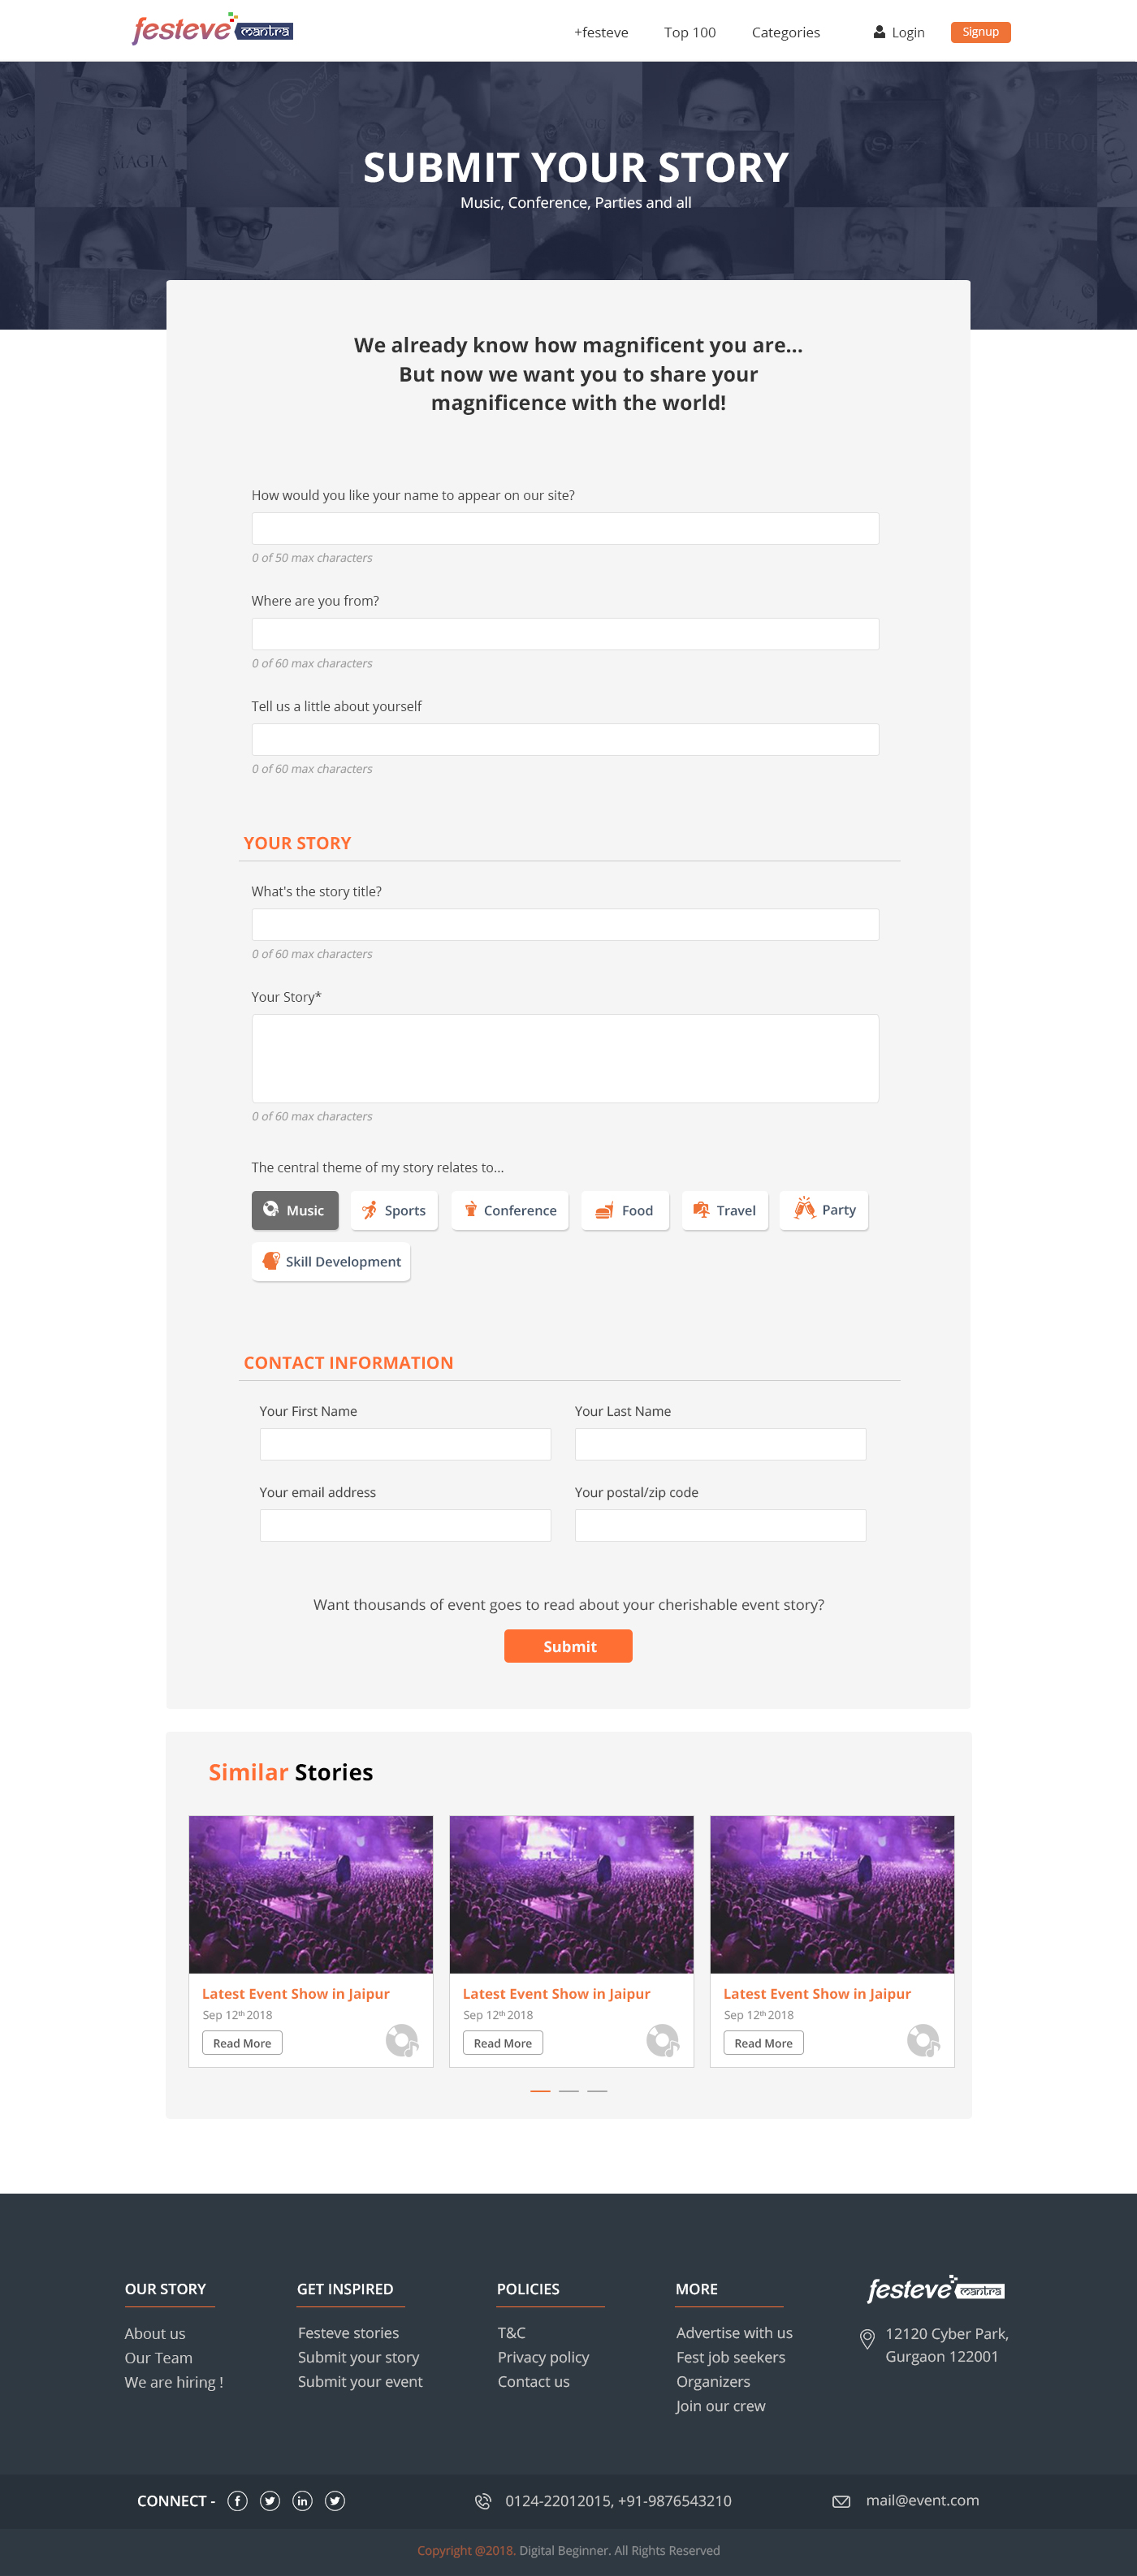 festeve mantra
+festeve Top 100 Categories Login Signup
MAGIA
SUBMIT YOUR STORY
Music, Conference, Parties and all
We already know how magnificent you are...
But now we want you to share your
magnificence with the world!
How would you like your name to appear on our site?
0 of 50 max characters
Where are you from?
0 of 60 max characters
Tell us a little about yourself
0 of 60 max characters
YOUR STORY
What's the story title?
0 of 60 max characters
Your Story*
0 of 60 max characters
The central theme of my story relates to...
Music Sports Conference Food Travel Party
Skill Development
CONTACT INFORMATION
Your First Name Your Last Name
Your email address Your postal/zip code
Want thousands of event goes to read about your cherishable event story?
Submit
Similar Stories
Latest Event Show in Jaipur
Sep 12th 2018
Read More
Latest Event Show in Jaipur
Sep 12th 2018
Read More
Latest Event Show in Jaipur
Sep 12th 2018
Read More
OUR STORY
About us
Our Team
We are hiring !
GET INSPIRED
Festeve stories
Submit your story
Submit your event
POLICIES
T&C
Privacy policy
Contact us
MORE
Advertise with us
Fest job seekers
Organizers
Join our crew
festeve mantra
12120 Cyber Park,
Gurgaon 122001
CONNECT -
0124-22012015, +91-9876543210
mail@event.com
Copyright @2018. Digital Beginner. All Rights Reserved